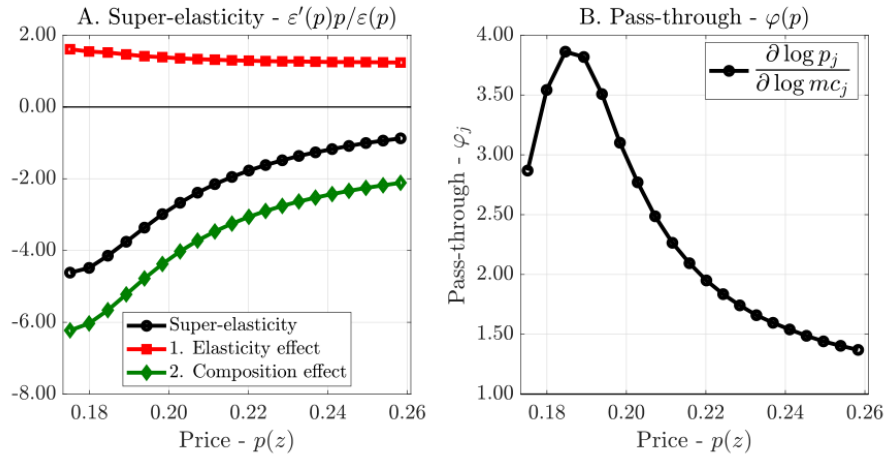 A. Super-elasticity - ε′(p)p/ε(p)
2.00
0.00
-2.00
-4.00
-6.00
-8.00
Super-elasticity
1. Elasticity effect
2. Composition effect
0.18 0.20 0.22 0.24 0.26
Price - p(z)
B. Pass-through - φ(p)
Pass-through - φj
4.00
3.50
3.00
2.50
2.00
1.50
1.00
∂ log pj
∂ log mcj
0.18 0.20 0.22 0.24 0.26
Price - p(z)